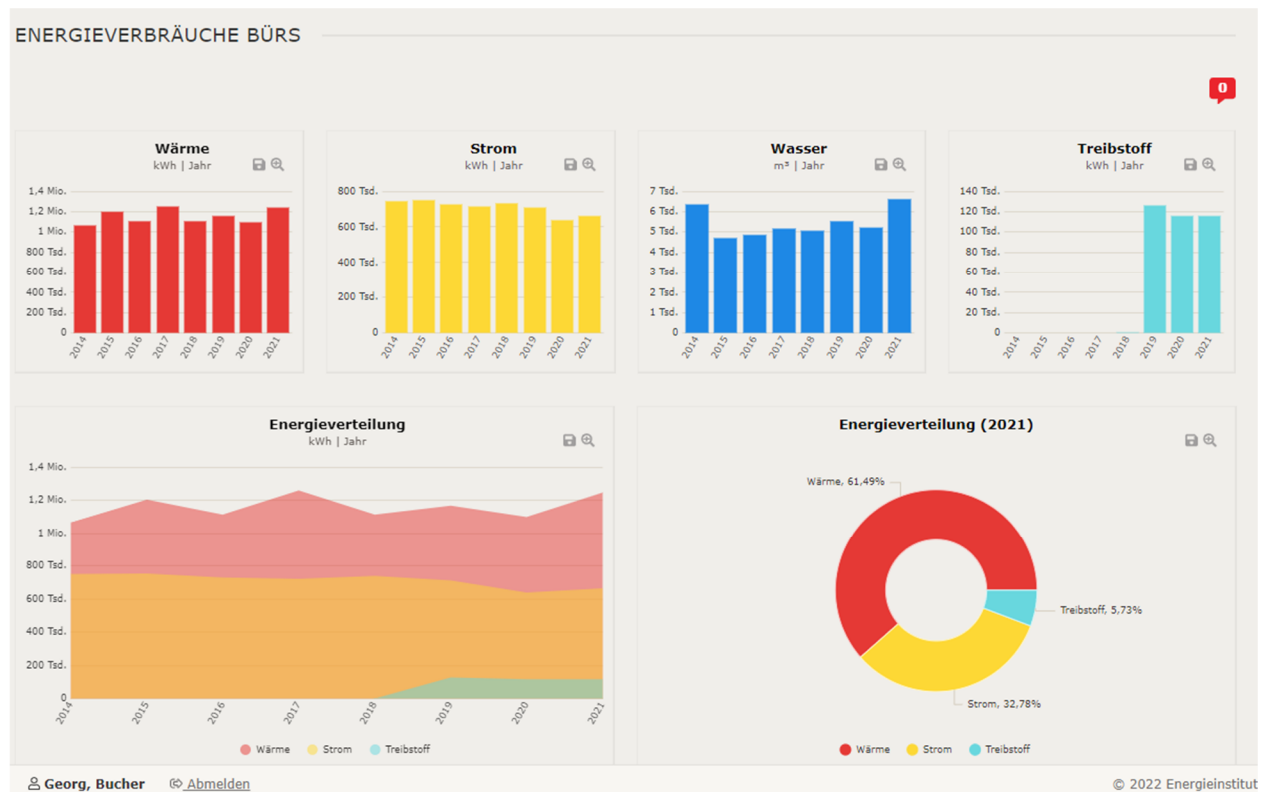 ENERGIEVERBRÄUCHE BÜRS
0
Wärme
kWh | Jahr
1,4 Mio.
1,2 Mio.
1 Mio.
800 Tsd.
600 Tsd.
400 Tsd.
200 Tsd.
0
2014
2015
2016
2017
2018
2019
2020
2021
Strom
kWh | Jahr
800 Tsd.
600 Tsd.
400 Tsd.
200 Tsd.
0
2014
2015
2016
2017
2018
2019
2020
2021
Wasser
m³ | Jahr
7 Tsd.
6 Tsd.
5 Tsd.
4 Tsd.
3 Tsd.
2 Tsd.
1 Tsd.
0
2014
2015
2016
2017
2018
2019
2020
2021
Treibstoff
kWh | Jahr
140 Tsd.
120 Tsd.
100 Tsd.
80 Tsd.
60 Tsd.
40 Tsd.
20 Tsd.
0
2014
2015
2016
2017
2018
2019
2020
2021
Energieverteilung
kWh | Jahr
1,4 Mio.
1,2 Mio.
1 Mio.
800 Tsd.
600 Tsd.
400 Tsd.
200 Tsd.
0
2014
2015
2016
2017
2018
2019
2020
2021
Wärme Strom Treibstoff
Energieverteilung (2021)
Wärme, 61,49%
Treibstoff, 5,73%
Strom, 32,78%
Wärme Strom Treibstoff
Georg, Bucher Abmelden © 2022 Energieinstitut